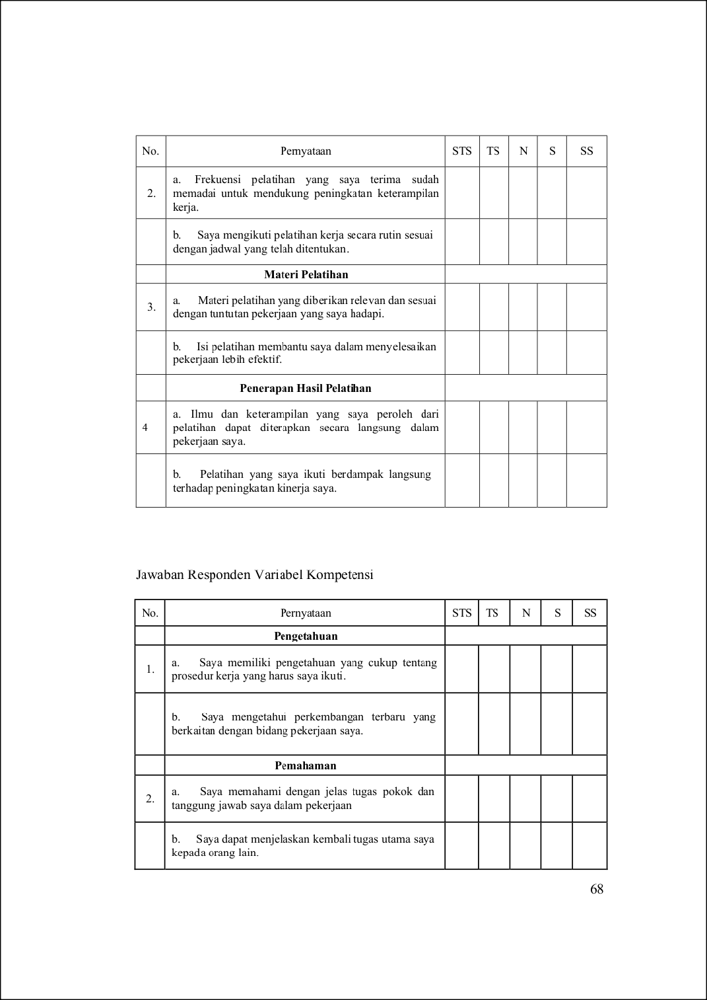 No. Pernyataan STS TS N S SS
a. Frekuensi pelatihan yang saya terima sudah
2. memadai untuk mendukung peningkatan keterampilan
kerja.
b. Saya mengikuti pelatihan kerja secara rutin sesuai
dengan jadwal yang telah ditentukan.
Materi Pelatihan
3. a. Materi pelatihan yang diberikan relevan dan sesuai
dengan tuntutan pekerjaan yang saya hadapi.
b. Isi pelatihan membantu saya dalam menyelesaikan
pekerjaan lebih efektif.
Penerapan Hasil Pelatihan
a. Ilmu dan keterampilan yang saya peroleh dari
4 pelatihan dapat diterapkan secara langsung dalam
pekerjaan saya.
b. Pelatihan yang saya ikuti berdampak langsung
terhadap peningkatan kinerja saya.
Jawaban Responden Variabel Kompetensi
No. Pernyataan STS TS N S SS
Pengetahuan
1. a. Saya memiliki pengetahuan yang cukup tentang
prosedur kerja yang harus saya ikuti.
b. Saya mengetahui perkembangan terbaru yang
berkaitan dengan bidang pekerjaan saya.
Pemahaman
2. a. Saya memahami dengan jelas tugas pokok dan
tanggung jawab saya dalam pekerjaan
b. Saya dapat menjelaskan kembali tugas utama saya
kepada orang lain.
68